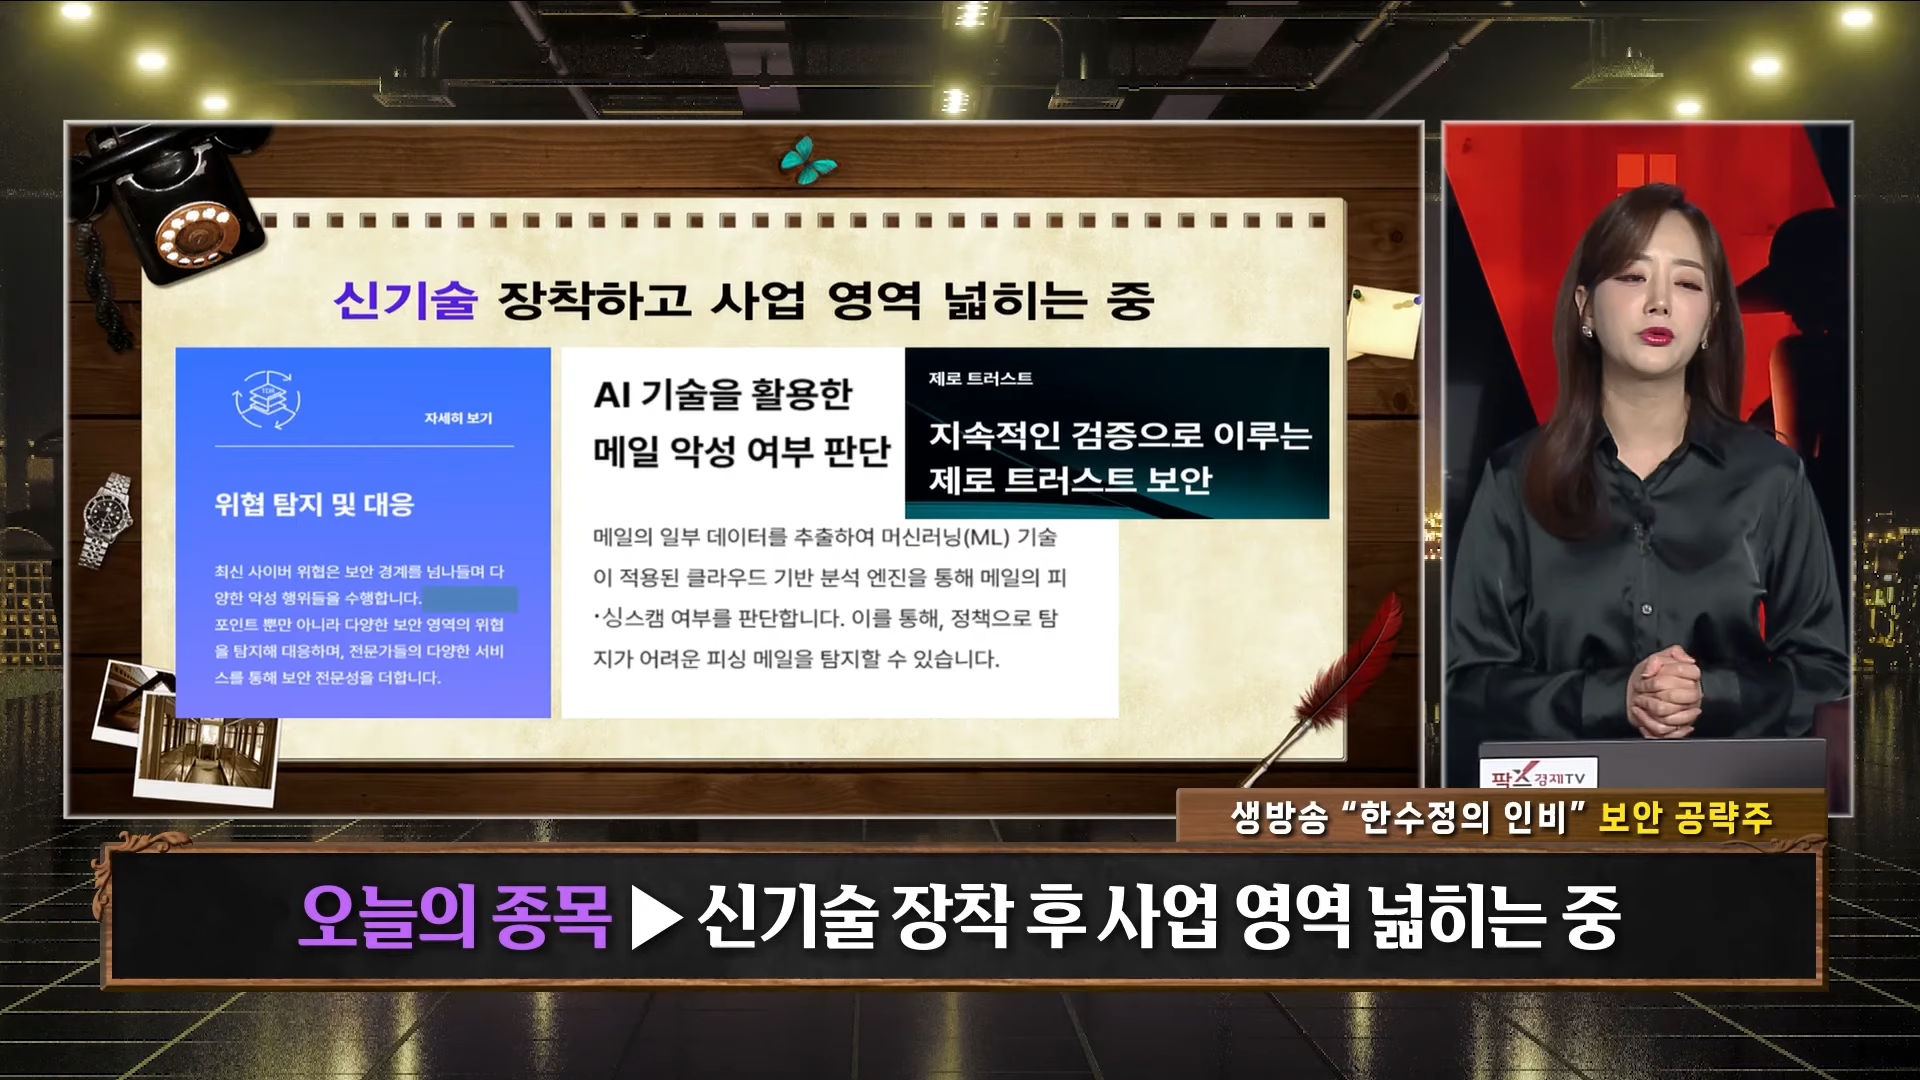 신기술 장착하고 사업 영역 넓히는 중
자세히 보기
위협 탐지 및 대응
최신 사이버 위협은 보안 경계를 넘나들며 다
양한 악성 행위들을 수행합니다.
포인트 뿐만 아니라 다양한 보안 영역의 위협
을 탐지해 대응하며, 전문가들의 다양한 서비
스를 통해 보안 전문성을 더합니다.
AI 기술을 활용한
메일 악성 여부 판단
메일의 일부 데이터를 추출하여 머신러닝(ML) 기술
이 적용된 클라우드 기반 분석 엔진을 통해 메일의 피
·싱스캠 여부를 판단합니다. 이를 통해, 정책으로 탐
지가 어려운 피싱 메일을 탐지할 수 있습니다.
제로 트러스트
지속적인 검증으로 이루는
제로 트러스트 보안
팍스경제TV
생방송 “한수정의 인비” 보안 공략주
오늘의 종목 ▶ 신기술 장착 후 사업 영역 넓히는 중